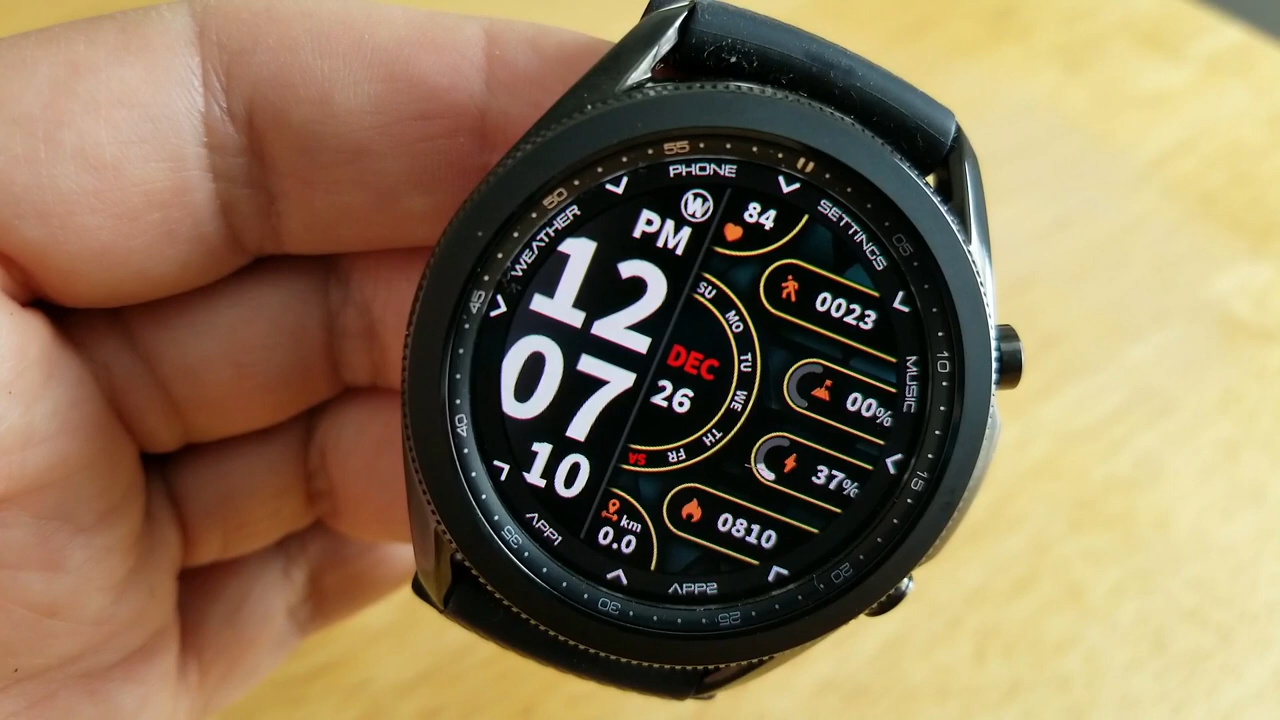 55
05
10
15
20
25
30
35
40
45
50
PHONE
SETTINGS
MUSIC
APP2
APP1
WEATHER
W
PM
12
07
10
84
0023
00%
37%
0810
km
0.0
SU
MO
TU
WE
TH
FR
SA
DEC
26